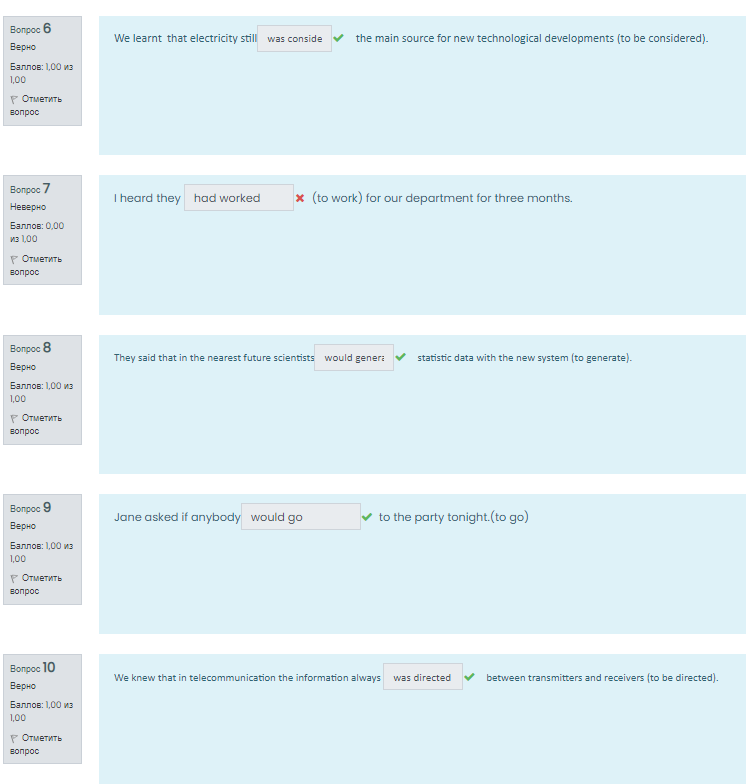 Вопрос 6
Верно
Баллов: 1,00 из
1,00
Отметить
вопрос
We learnt that electricity still was conside the main source for new technological developments (to be considered).
Вопрос 7
Неверно
Баллов: 0,00
из 1,00
Отметить
вопрос
I heard they had worked (to work) for our department for three months.
Вопрос 8
Верно
Баллов: 1,00 из
1,00
Отметить
вопрос
They said that in the nearest future scientists would genera statistic data with the new system (to generate).
Вопрос 9
Верно
Баллов: 1,00 из
1,00
Отметить
вопрос
Jane asked if anybody would go to the party tonight.(to go)
Вопрос 10
Верно
Баллов: 1,00 из
1,00
Отметить
вопрос
We knew that in telecommunication the information always was directed between transmitters and receivers (to be directed).